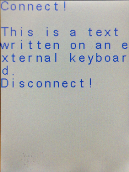 Connect!
This is a text
written on an e
xternal keyboar
d.
Disconnect!